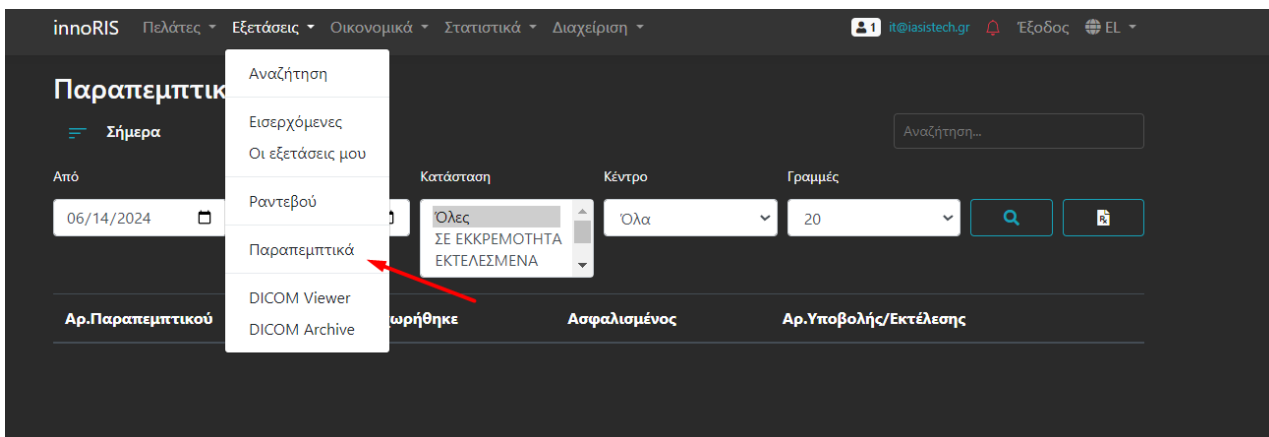 innoRIS Πελάτες Εξετάσεις Οικονομικά Στατιστικά Διαχείριση 1 it@iasistech.gr Έξοδος EL
Αναζήτηση
Παραπεμπτικ
Εισερχόμενες
Σήμερα Αναζήτηση...
Οι εξετάσεις μου
Από Κατάσταση Κέντρο Γραμμές
Ραντεβού
06/14/2024 Όλες Όλα 20
ΣΕ ΕΚΚΡΕΜΟΤΗΤΑ
Παραπεμπτικά
ΕΚΤΕΛΕΣΜΕΝΑ
DICOM Viewer
Αρ.Παραπεμπτικού χωρήθηκε Ασφαλισμένος Αρ.Υποβολής/Εκτέλεσης
DICOM Archive